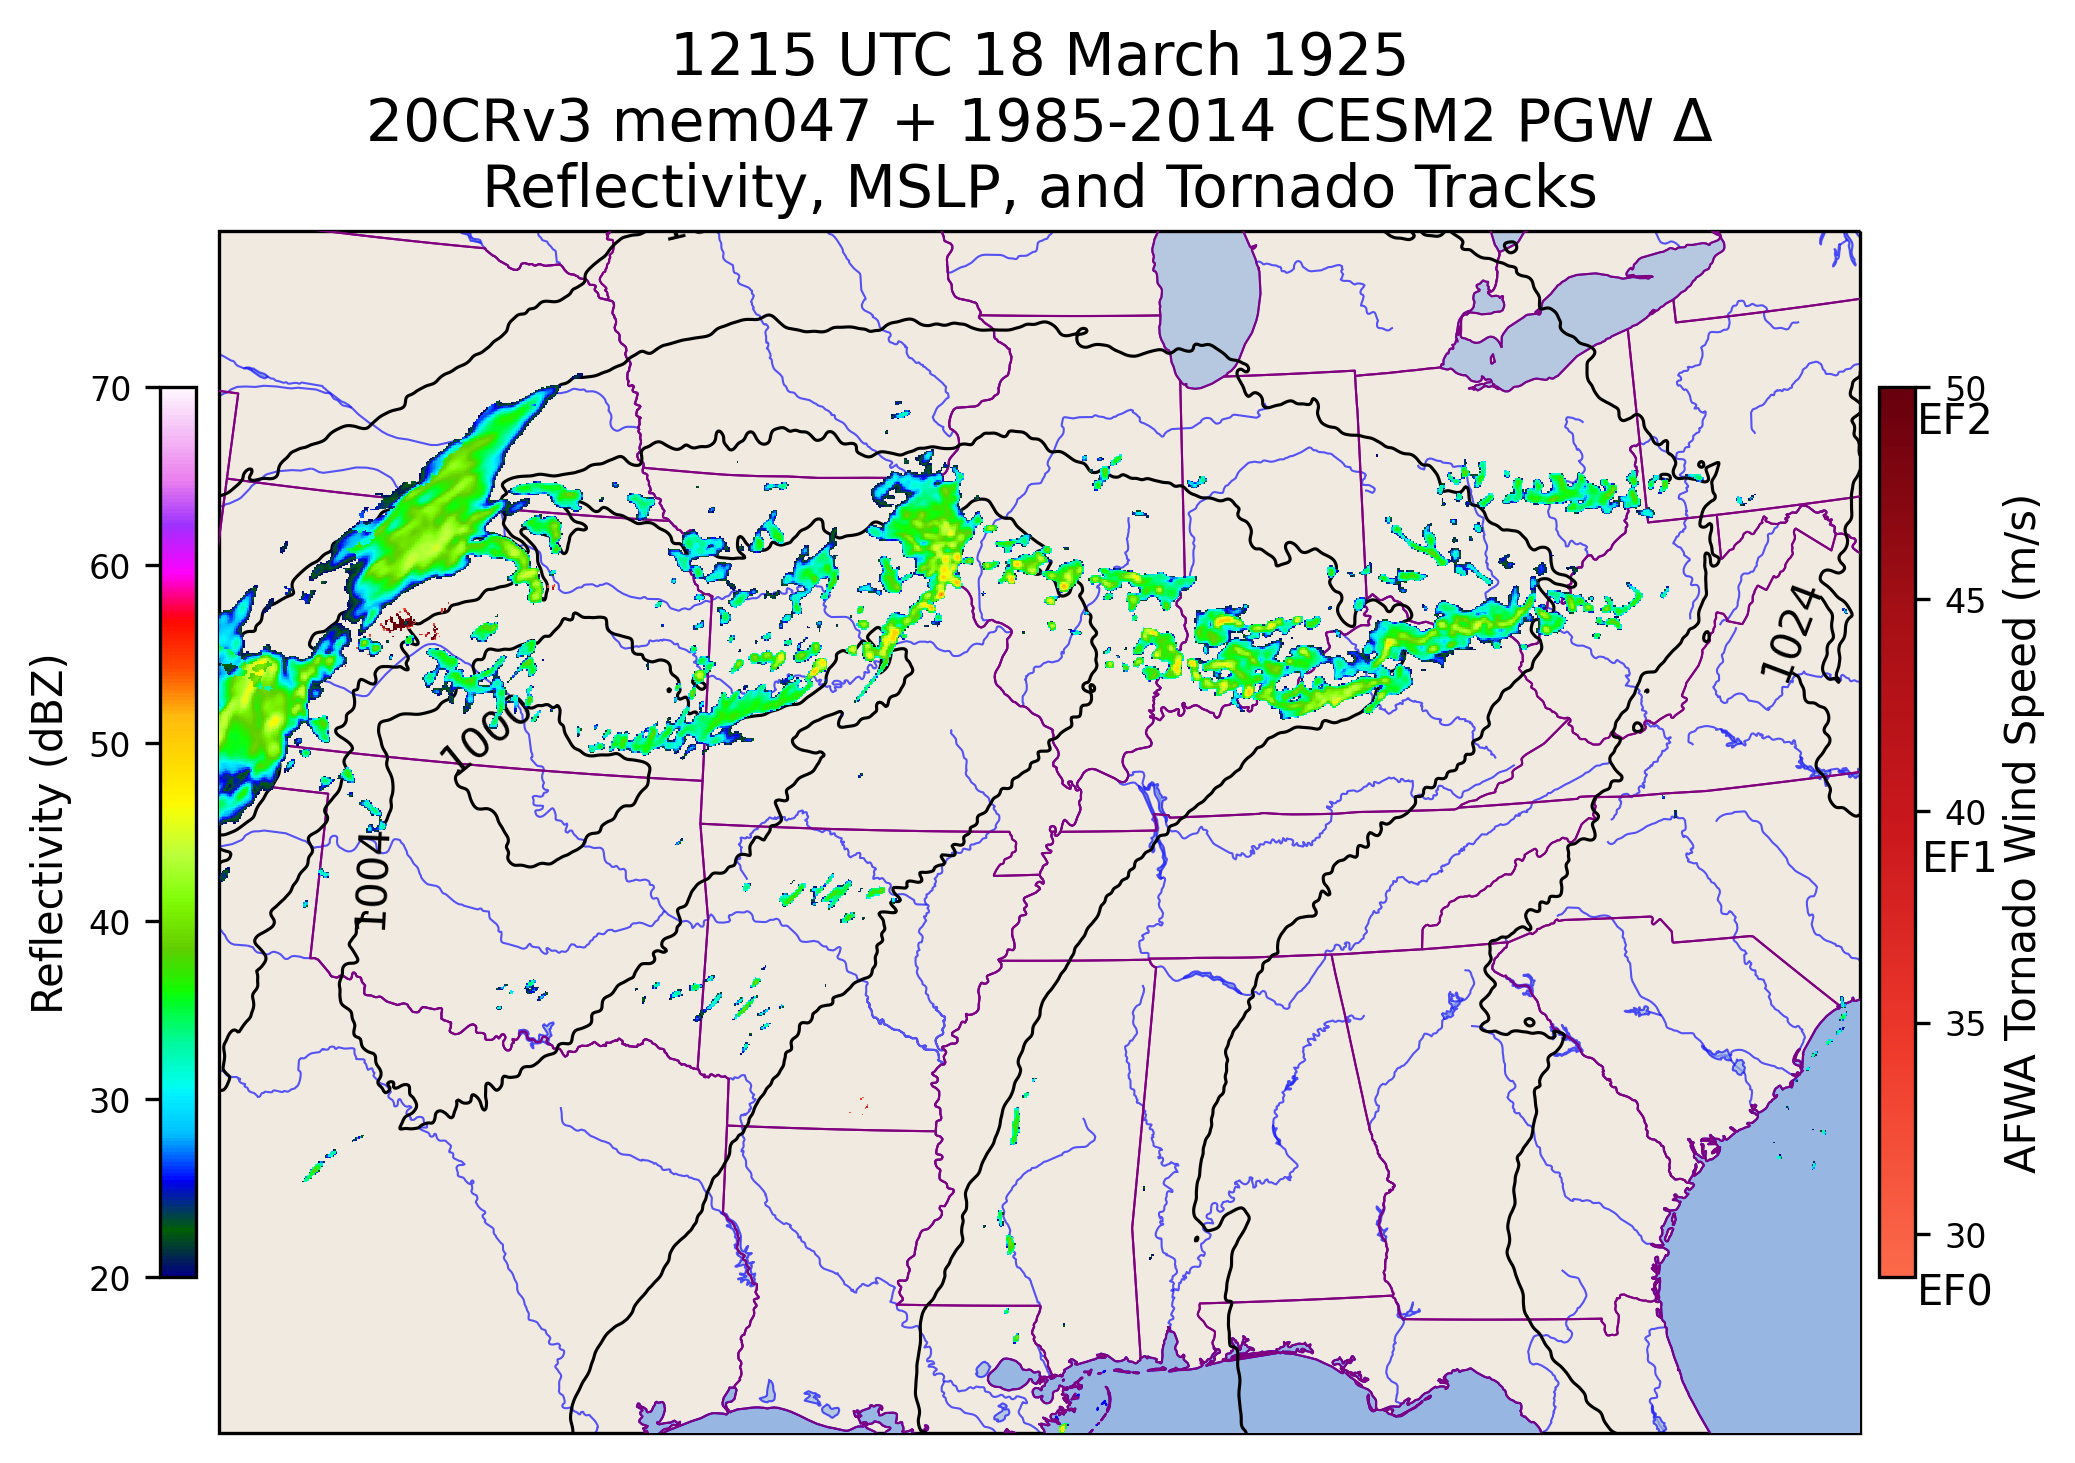 1215 UTC 18 March 1925
20CRv3 mem047 + 1985-2014 CESM2 PGW Δ
Reflectivity, MSLP, and Tornado Tracks
70
60
50
40
30
20
Reflectivity (dBZ)
1000
1004
1024
50
EF2
45
40
EF1
35
30
EF0
AFWA Tornado Wind Speed (m/s)